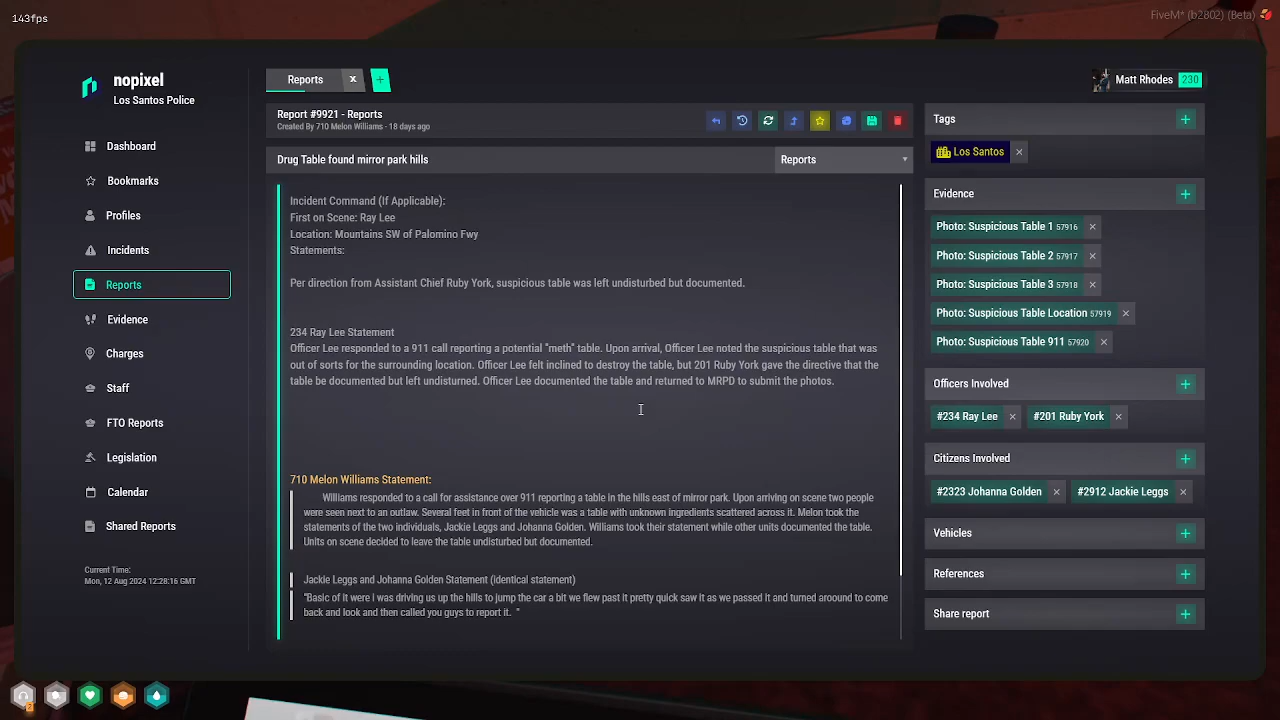 143fps
FiveM* (b2802) (Beta)
nopixel
Los Santos Police
Dashboard
Bookmarks
Profiles
Incidents
Reports
Evidence
Charges
Staff
FTO Reports
Legislation
Calendar
Shared Reports
Current Time:
Mon, 12 Aug 2024 12:28:16 GMT
Reports x +
Matt Rhodes 230
Report #9921 - Reports
Created By 710 Melon Williams - 18 days ago
Drug Table found mirror park hills
Reports
Incident Command (If Applicable):
First on Scene: Ray Lee
Location: Mountains SW of Palomino Fwy
Statements:
Per direction from Assistant Chief Ruby York, suspicious table was left undisturbed but documented.
234 Ray Lee Statement
Officer Lee responded to a 911 call reporting a potential "meth" table. Upon arrival, Officer Lee noted the suspicious table that was
out of sorts for the surrounding location. Officer Lee felt inclined to destroy the table, but 201 Ruby York gave the directive that the
table be documented but left undisturned. Officer Lee documented the table and returned to MRPD to submit the photos.
710 Melon Williams Statement:
Williams responded to a call for assistance over 911 reporting a table in the hills east of mirror park. Upon arriving on scene two people
were seen next to an outlaw. Several feet in front of the vehicle was a table with unknown ingredients scattered across it. Melon took the
statements of the two individuals, Jackie Leggs and Johanna Golden. Williams took their statement while other units documented the table.
Units on scene decided to leave the table undisturbed but documented.
Jackie Leggs and Johanna Golden Statement (identical statement)
"Basic of it were I was driving us up the hills to jump the car a bit we flew past it pretty quick saw it as we passed it and turned aroound to come
back and look and then called you guys to report it. "
Tags +
Los Santos x
Evidence +
Photo: Suspicious Table 1 57916 x
Photo: Suspicious Table 2 57917 x
Photo: Suspicious Table 3 57918 x
Photo: Suspicious Table Location 57919 x
Photo: Suspicious Table 911 57920 x
Officers Involved +
#234 Ray Lee x #201 Ruby York x
Citizens Involved +
#2323 Johanna Golden x #2912 Jackie Leggs x
Vehicles +
References +
Share report +